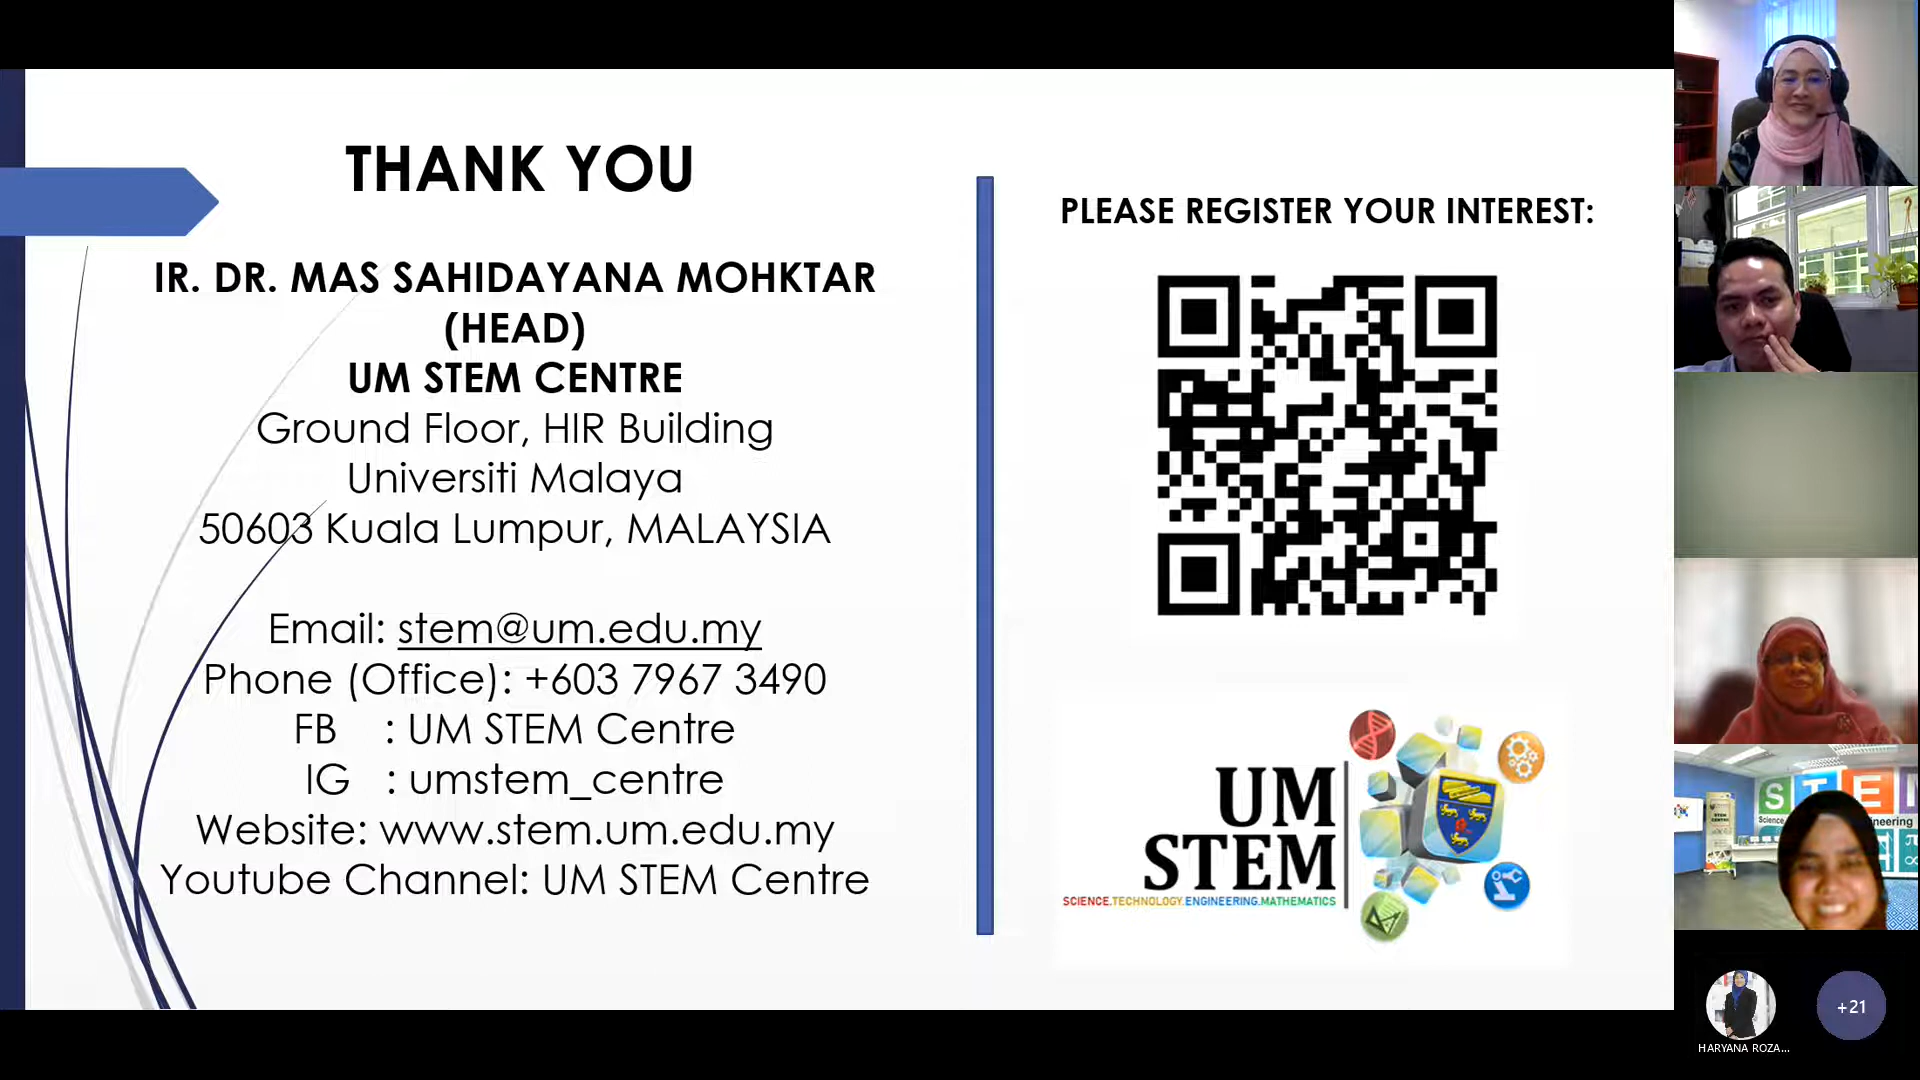 THANK YOU
IR. DR. MAS SAHIDAYANA MOHKTAR
(HEAD)
UM STEM CENTRE
Ground Floor, HIR Building
Universiti Malaya
50603 Kuala Lumpur, MALAYSIA
Email: stem@um.edu.my
Phone (Office): +603 7967 3490
FB : UM STEM Centre
IG : umstem_centre
Website: www.stem.um.edu.my
Youtube Channel: UM STEM Centre
PLEASE REGISTER YOUR INTEREST:
UM
STEM
SCIENCE.TECHNOLOGY.ENGINEERING.MATHEMATICS
S T E
Science
+21
HARYANA ROZA...